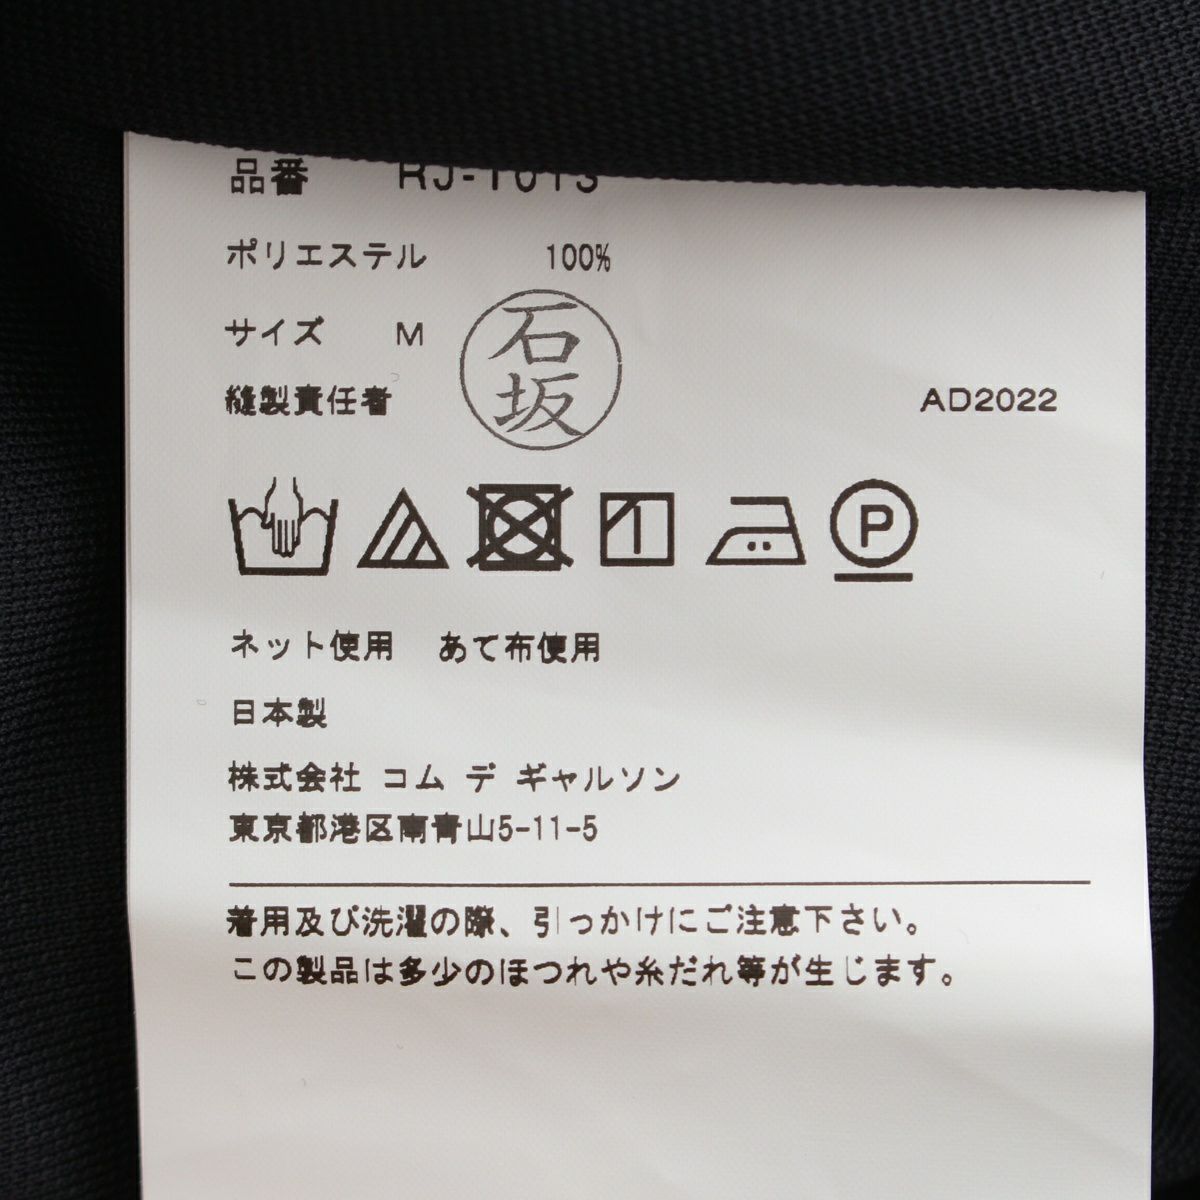 品番 RJ-T013
ポリエステル 100%
サイズ M
石坂
縫製責任者
AD2022
P
ネット使用 あて布使用
日本製
株式会社 コム デ ギャルソン
東京都港区南青山5-11-5
着用及び洗濯の際、引っかけにご注意下さい。
この製品は多少のほつれや糸だれ等が生じます。